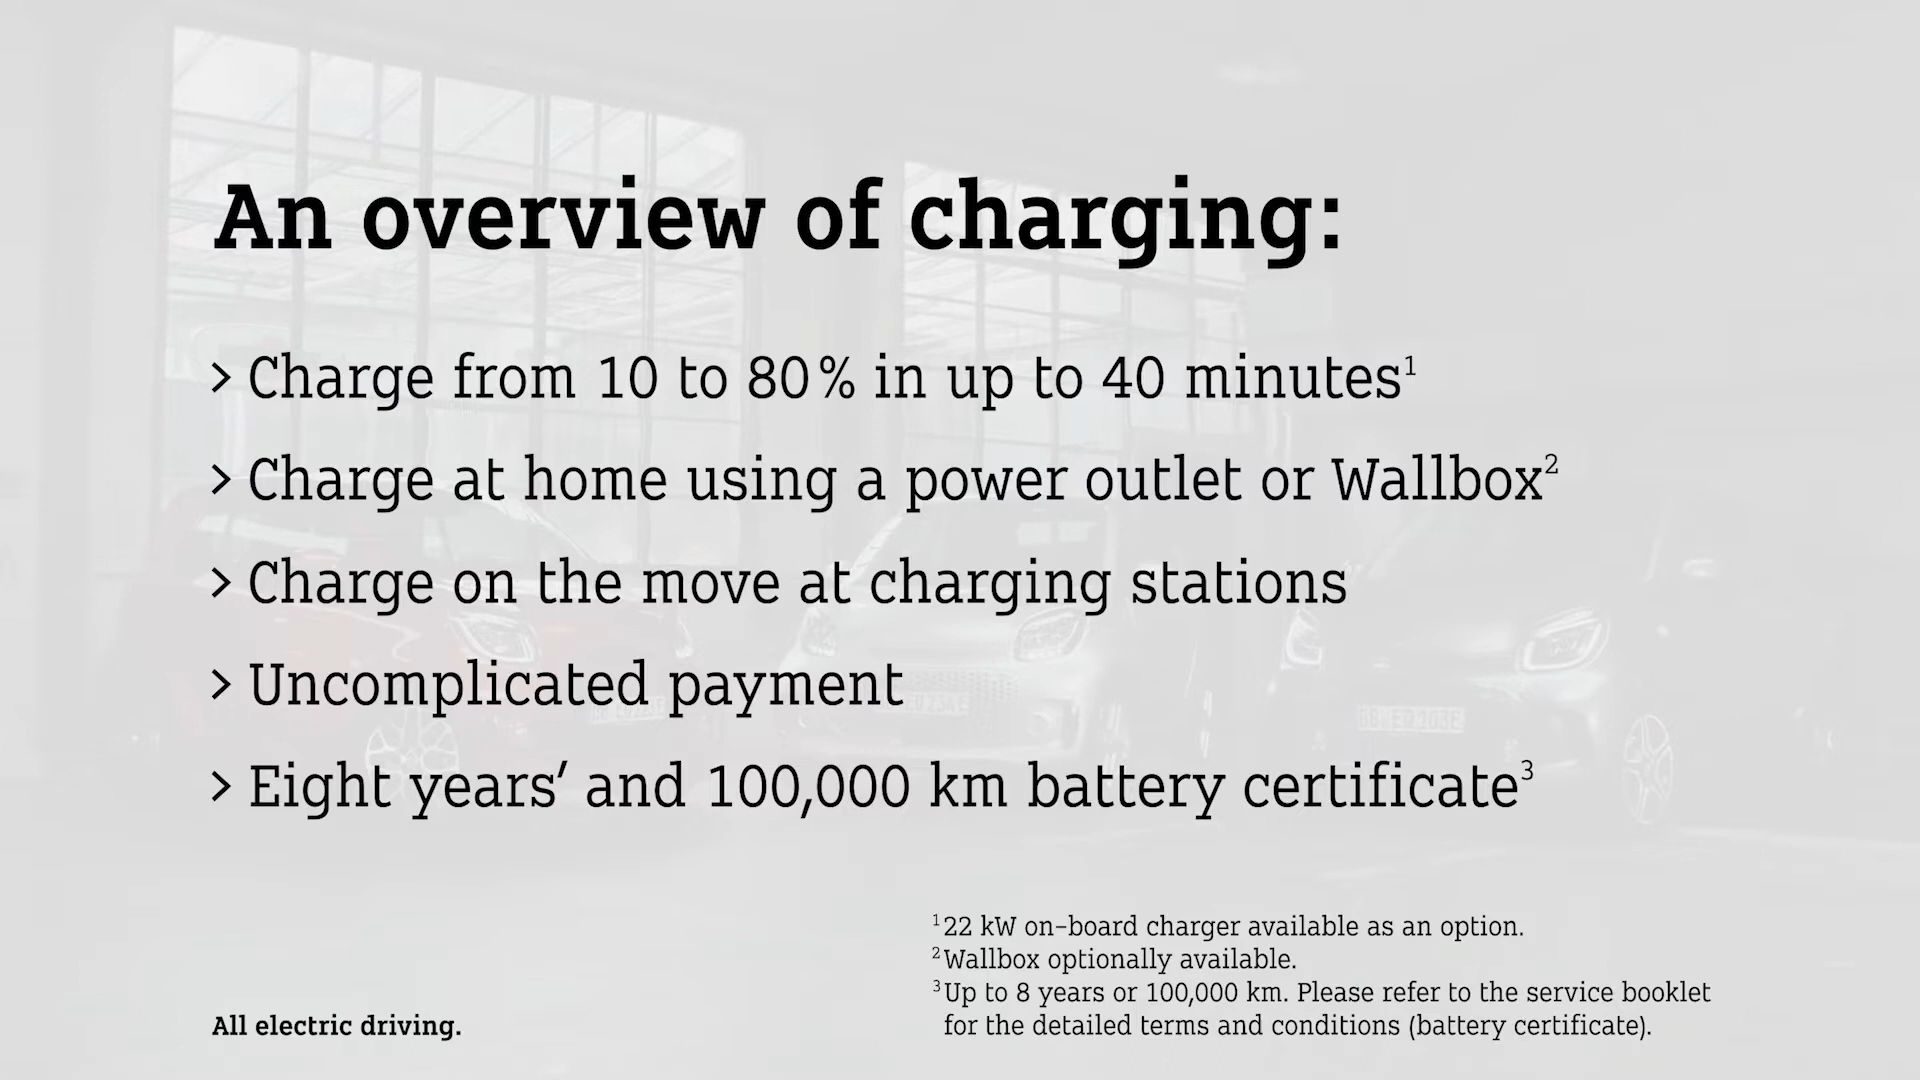 An overview of charging:
> Charge from 10 to 80% in up to 40 minutes¹
> Charge at home using a power outlet or Wallbox²
> Charge on the move at charging stations
> Uncomplicated payment
> Eight years’ and 100,000 km battery certificate³
¹22 kW on-board charger available as an option.
²Wallbox optionally available.
³Up to 8 years or 100,000 km. Please refer to the service booklet
for the detailed terms and conditions (battery certificate).
All electric driving.